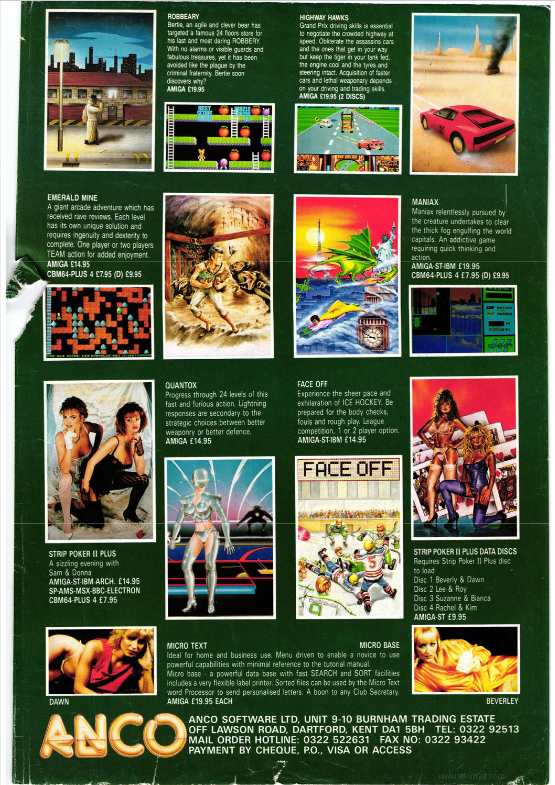 ROBBEARY
Bertie, an agile and clever bear has
targeted a famous 24 floors store for
his last and most daring ROBBERY.
With no alarms or visible guards and
fabulous treasures, yet it has been
avoided like the plague by the
criminal fraternity. Bertie soon
discovers why?
AMIGA £19.95
HIGHWAY HAWKS
Grand Prix driving skills is essential
to negotiate the crowded highway at
speed. Obliterate the assassins cars
and the ones that get in your way
but keep the tiger in your tank fed,
the engine cool and the tyres and
steering intact. Acquisition of faster
cars and lethal weaponary depends
on your driving and trading skills.
AMIGA £19.95 (2 DISCS)
EMERALD MINE
A giant arcade adventure which has
received rave reviews. Each level
has its own unique solution and
requires ingenuity and dexterity to
complete. One player or two players
TEAM action for added enjoyment.
AMIGA £14.95
CBM64-PLUS 4 £7.95 (D) £9.95
MANIAX
Maniax relentlessly pursued by
the creature undertakes to clear
the thick fog engulfing the world
capitals. An addictive game
requiring quick thinking and
action.
AMIGA-ST-IBM £19.95
CBM64-PLUS 4 £7.95 (D) £9.95
QUANTOX
Progress through 24 levels of this
fast and furious action. Lightning
responses are secondary to the
strategic choices between better
weaponry or better defence.
AMIGA £14.95
FACE OFF
Experience the sheer pace and
exhilaration of ICE HOCKEY. Be
prepared for the body checks,
fouls and rough play. League
competition, 1 or 2 player option.
AMIGA-ST-IBM £14.95
FACE OFF
STRIP POKER II PLUS
A sizzling evening with
Sam & Donna
AMIGA-ST-IBM-ARCH. £14.95
SP-AMS-MSX-BBC-ELECTRON
CBM64-PLUS 4 £7.95
STRIP POKER II PLUS DATA DISCS
Requires Strip Poker II Plus disc
to load
Disc 1 Beverly & Dawn
Disc 2 Lee & Roy
Disc 3 Suzanne & Bianca
Disc 4 Rachel & Kim
AMIGA-ST £9.95
MICRO TEXT MICRO BASE
Ideal for home and business use. Menu driven to enable a novice to use
powerful capabilities with minimal reference to the tutorial manual.
Micro base - a powerful data base with fast SEARCH and SORT facilities
includes a very flexible label printer. Sorted files can be used by the Micro Text
word Processor to send personalised letters. A boon to any Club Secretary.
AMIGA £19.95 EACH
DAWN
BEVERLEY
ANCO
ANCO SOFTWARE LTD, UNIT 9-10 BURNHAM TRADING ESTATE
OFF LAWSON ROAD, DARTFORD, KENT DA1 5BH TEL: 0322 92513
MAIL ORDER HOTLINE: 0322 522631 FAX NO: 0322 93422
PAYMENT BY CHEQUE, P.O., VISA OR ACCESS